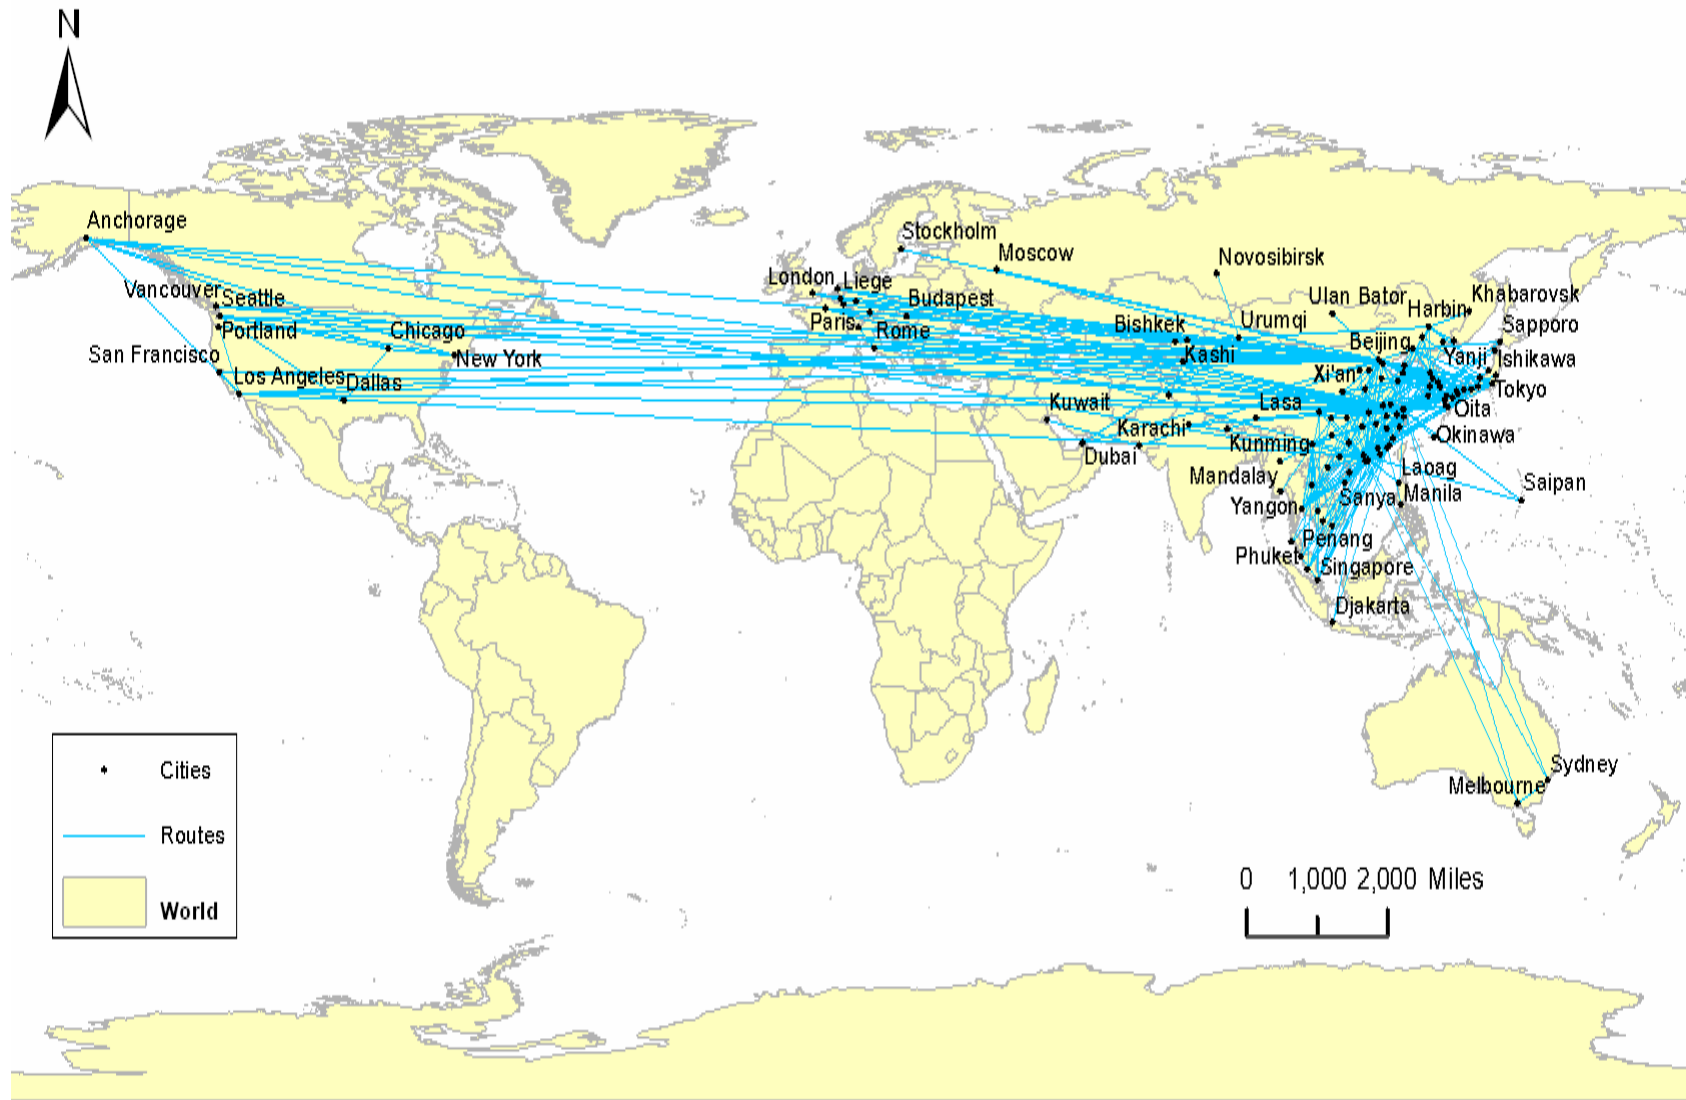 N
Anchorage
Stockholm
Moscow
Novosibirsk
London
Liege
Vancouver
Seattle
Budapest
Ulan Bator
Harbin
Khabarovsk
Portland
Chicago
Paris
Rome
Bishkek
Urumqi
Beijing
Sapporo
San Francisco
New York
Kashi
Yanji
Ishikawa
Los Angeles
Dallas
Xi'an
Tokyo
Kuwait
Lasa
Oita
Karachi
Kunming
Okinawa
Dubai
Mandalay
Laoag
Saipan
Yangon
Sanya
Manila
Penang
Phuket
Singapore
Djakarta
Sydney
Melbourne
Cities
Routes
World
0 1,000 2,000 Miles